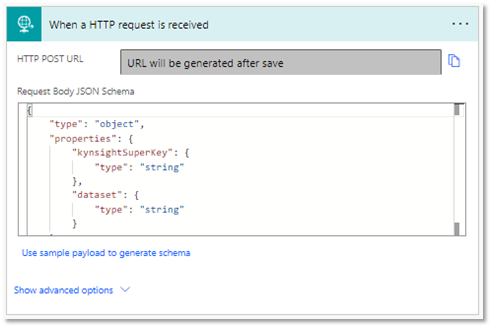 When a HTTP request is received
HTTP POST URL
URL will be generated after save
Request Body JSON Schema
{
"type": "object",
"properties": {
"kynsightSuperKey": {
"type": "string"
},
"dataset": {
"type": "string"
}
Use sample payload to generate schema
Show advanced options